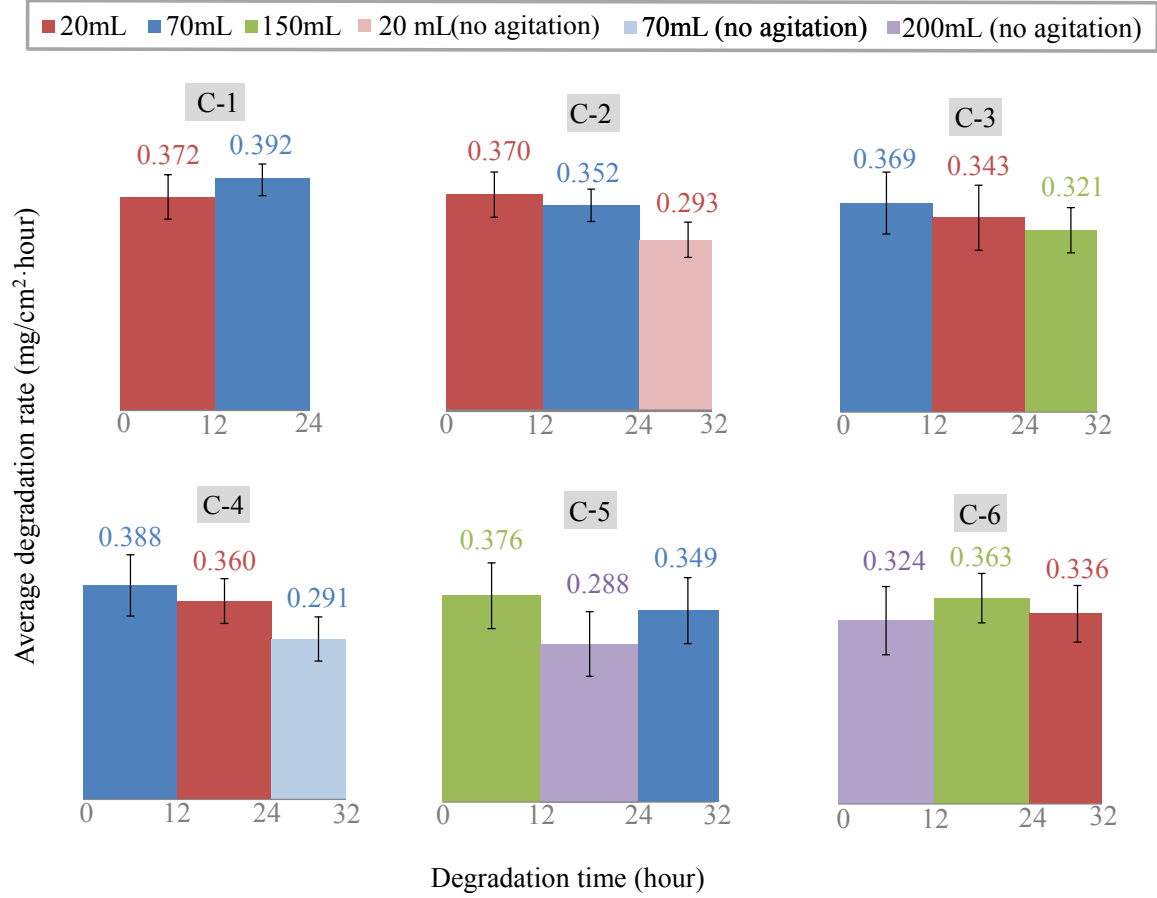 20mL 70mL 150mL 20 mL(no agitation) 70mL (no agitation) 200mL (no agitation)
Average degradation rate (mg/cm²·hour)
C-1
0.372 0.392
0 12 24
C-2
0.370 0.352 0.293
0 12 24 32
C-3
0.369 0.343 0.321
0 12 24 32
C-4
0.388 0.360 0.291
0 12 24 32
C-5
0.376 0.288 0.349
0 12 24 32
C-6
0.324 0.363 0.336
0 12 24 32
Degradation time (hour)